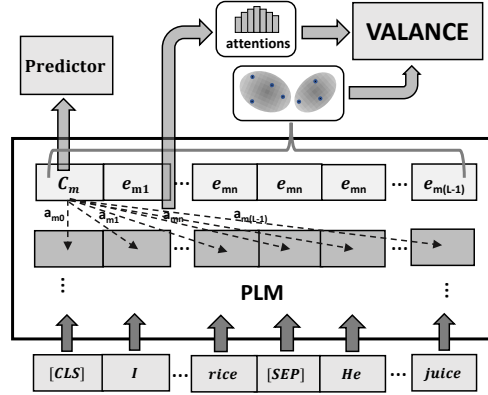 attentions
VALANCE
Predictor
C_m e_m1 ... e_mn e_mn e_mn ... e_m(L-1)
a_m0 a_m1 a_mn a_m(L-1)
... ...
PLM
[CLS] I ... rice [SEP] He ... juice